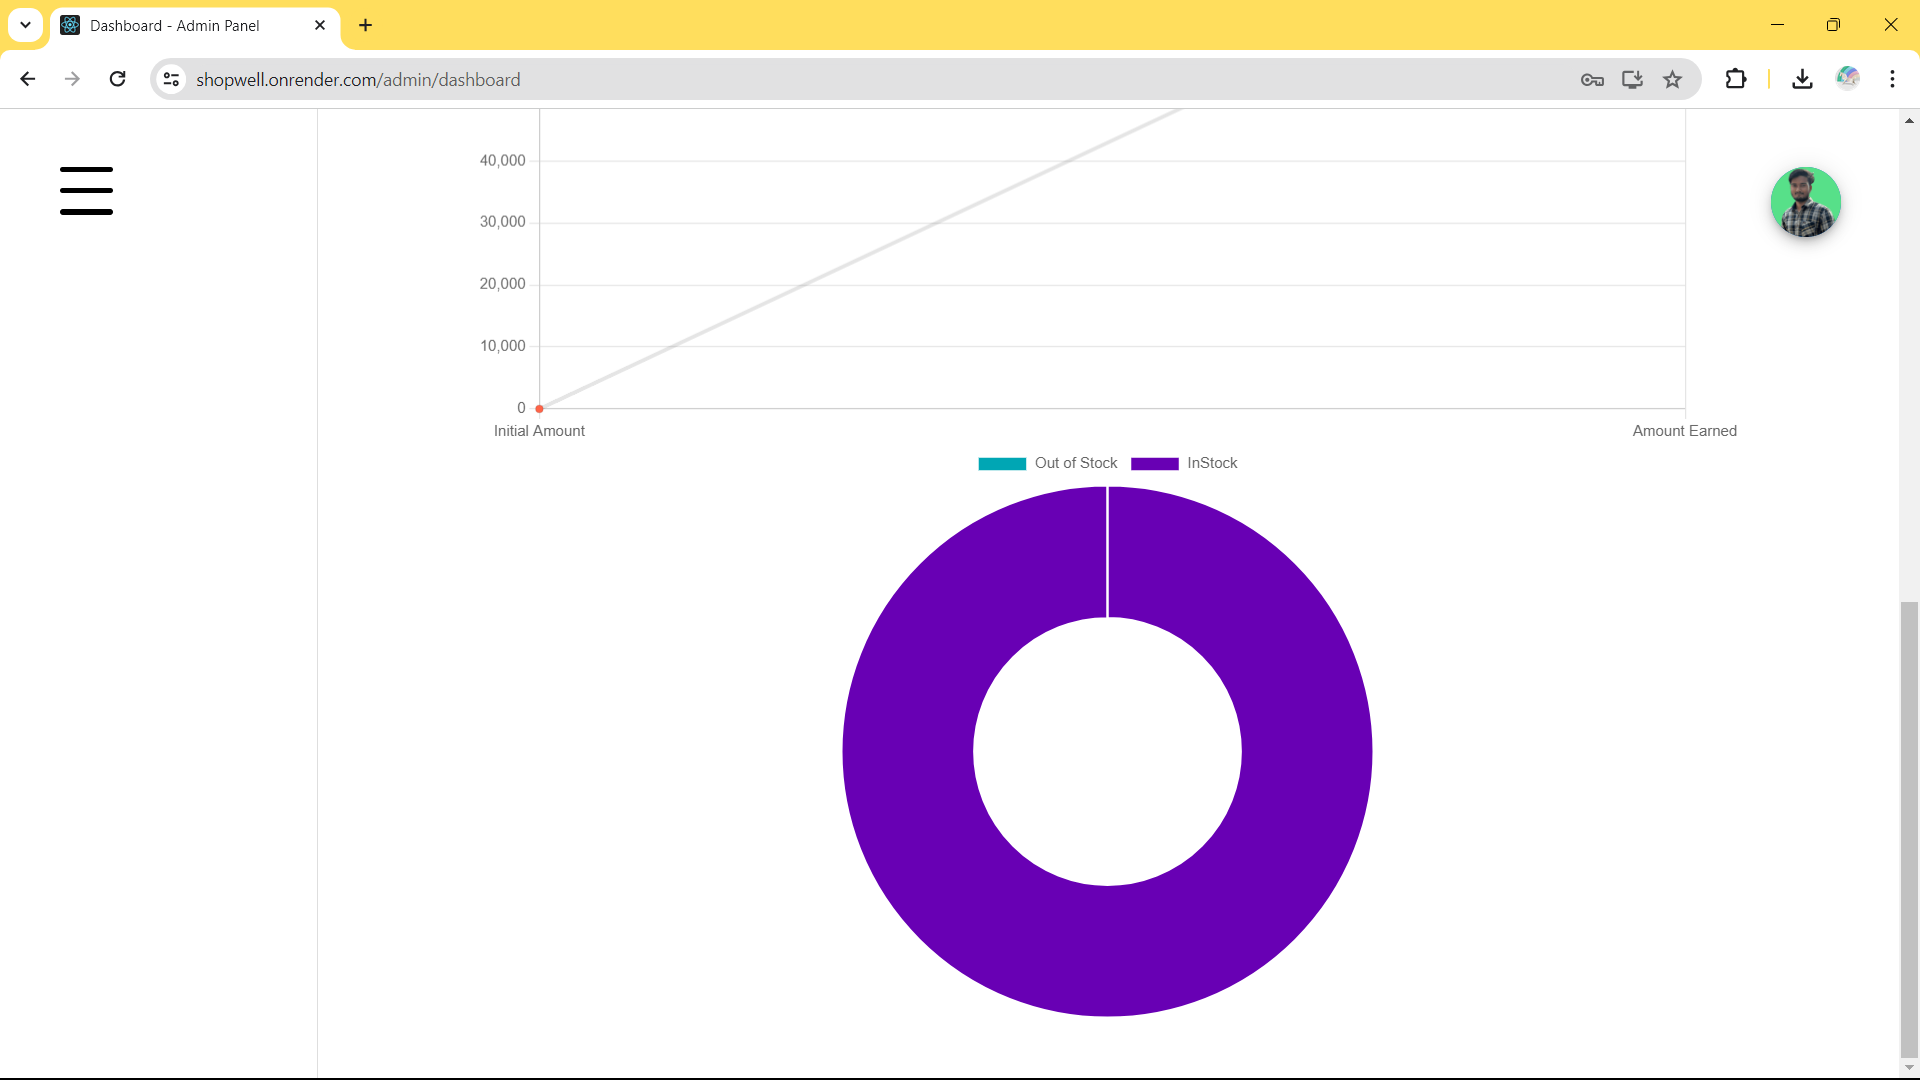 Dashboard - Admin Panel
shopwell.onrender.com/admin/dashboard
40,000
30,000
20,000
10,000
0
Initial Amount Amount Earned
Out of Stock InStock